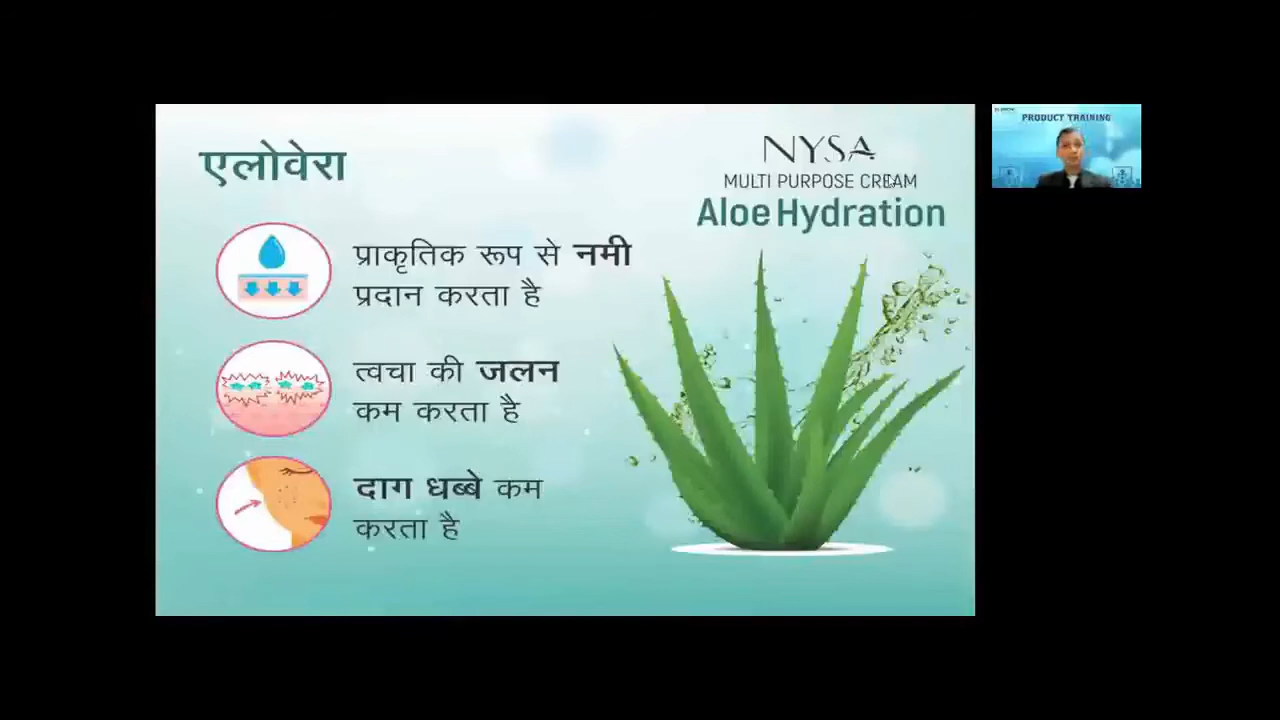 एलोवेरा
NYSA
MULTI PURPOSE CREAM
Aloe Hydration
प्राकृतिक रूप से नमी
प्रदान करता है
त्वचा की जलन
कम करता है
दाग धब्बे कम
करता है
PRODUCT TRAINING